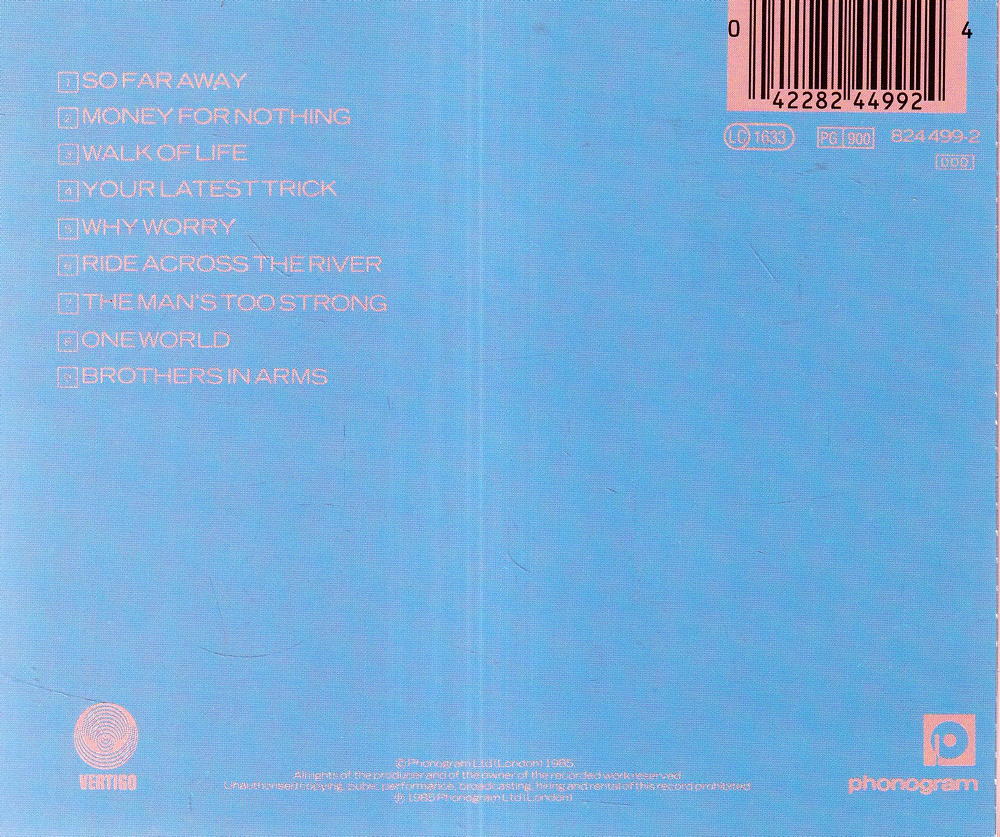 1 SO FAR AWAY
2 MONEY FOR NOTHING
3 WALK OF LIFE
4 YOUR LATEST TRICK
5 WHY WORRY
6 RIDE ACROSS THE RIVER
7 THE MAN'S TOO STRONG
8 ONE WORLD
9 BROTHERS IN ARMS
0 42282 44992 4
LC 1633 PG 900 824 499-2
DDD
VERTIGO
phonogram
© Phonogram Ltd (London) 1985.
All rights of the producer and of the owner of the recorded work reserved.
Unauthorised copying, public performance, broadcasting, hiring and rental of this record prohibited
℗ 1985 Phonogram Ltd (London)